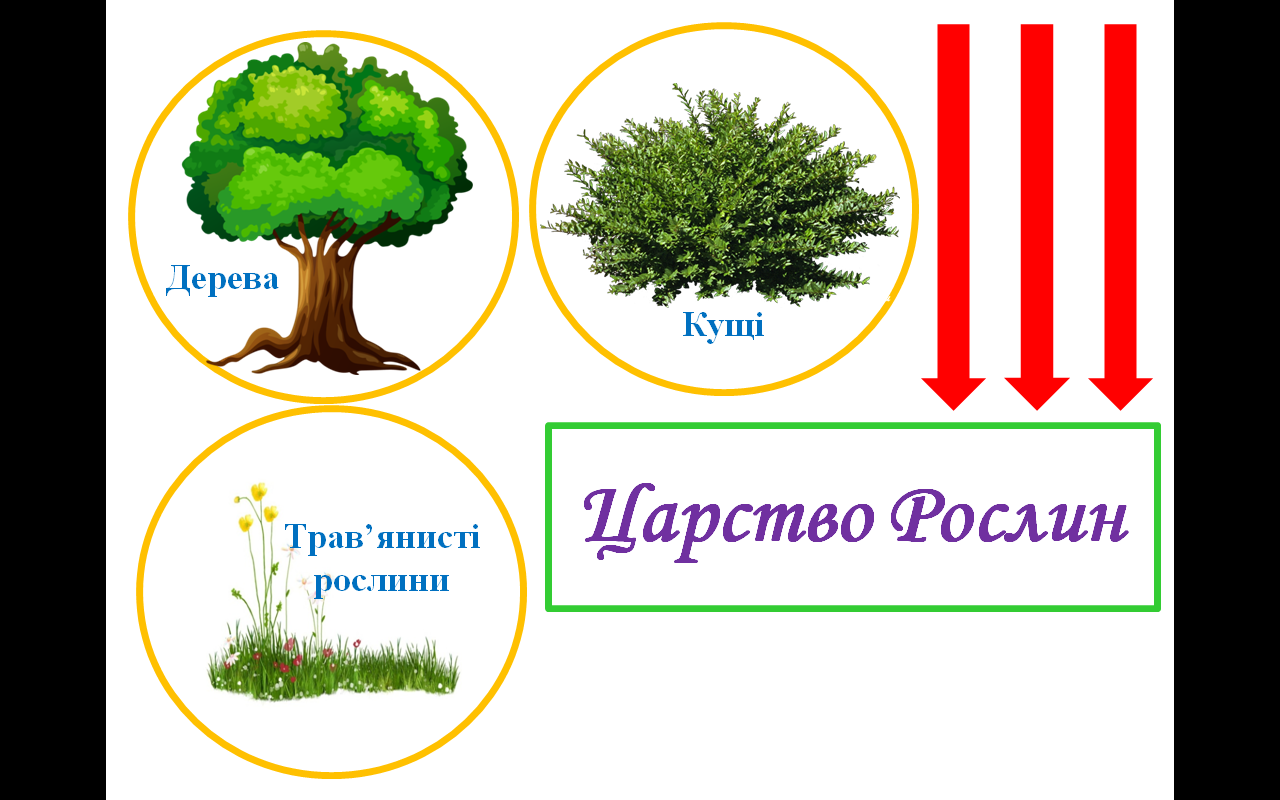 Дерева
Кущі
Трав’янисті
рослини
Царство Рослин